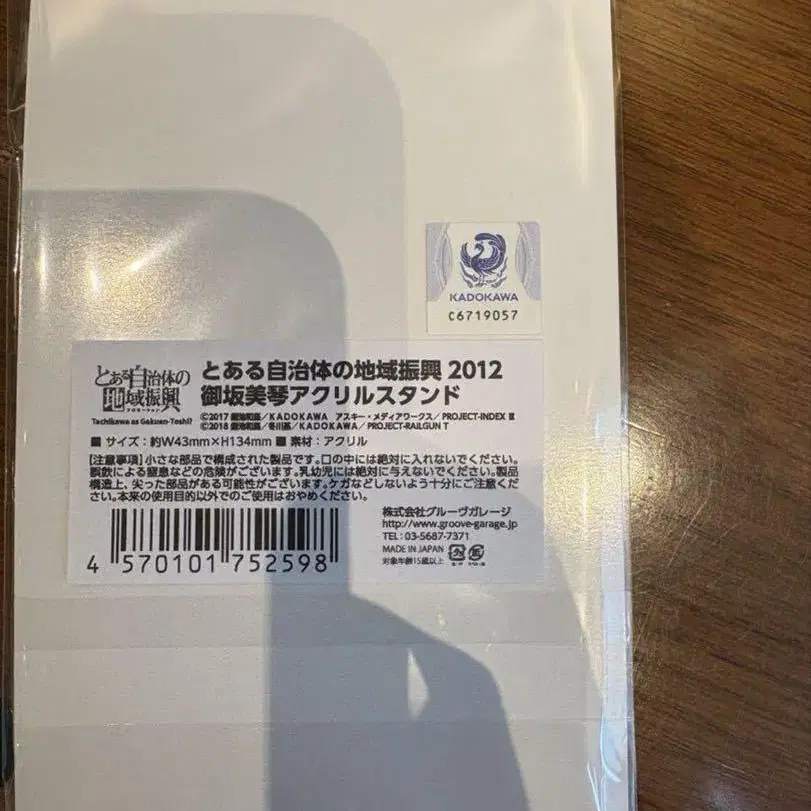 KADOKAWA
C6719057
とある自治体の
地域振興
Tachikawa as Gakuen-Toshi?
とある自治体の地域振興 2012
御坂美琴アクリルスタンド
©2017 鎌池和馬／KADOKAWA アスキー・メディアワークス／PROJECT-INDEX Ⅲ
©2018 鎌池和馬／冬川基／KADOKAWA／PROJECT-RAILGUN T
■ サイズ：約W43mm×H134mm ■ 素材：アクリル
【注意事項】小さな部品で構成された製品です。口の中には絶対に入れないでください。
誤飲による窒息などの危険がございます。乳幼児には絶対に与えないでください。製品
構造上、尖った部品がある可能性がございます。ケガなどしないよう十分にご注意くだ
さい。本来の使用目的以外でのご使用はおやめください。
株式会社グルーヴガレージ
http://www.groove-garage.jp
TEL：03-5687-7371
MADE IN JAPAN
対象年齢15歳以上
4 570101 752598